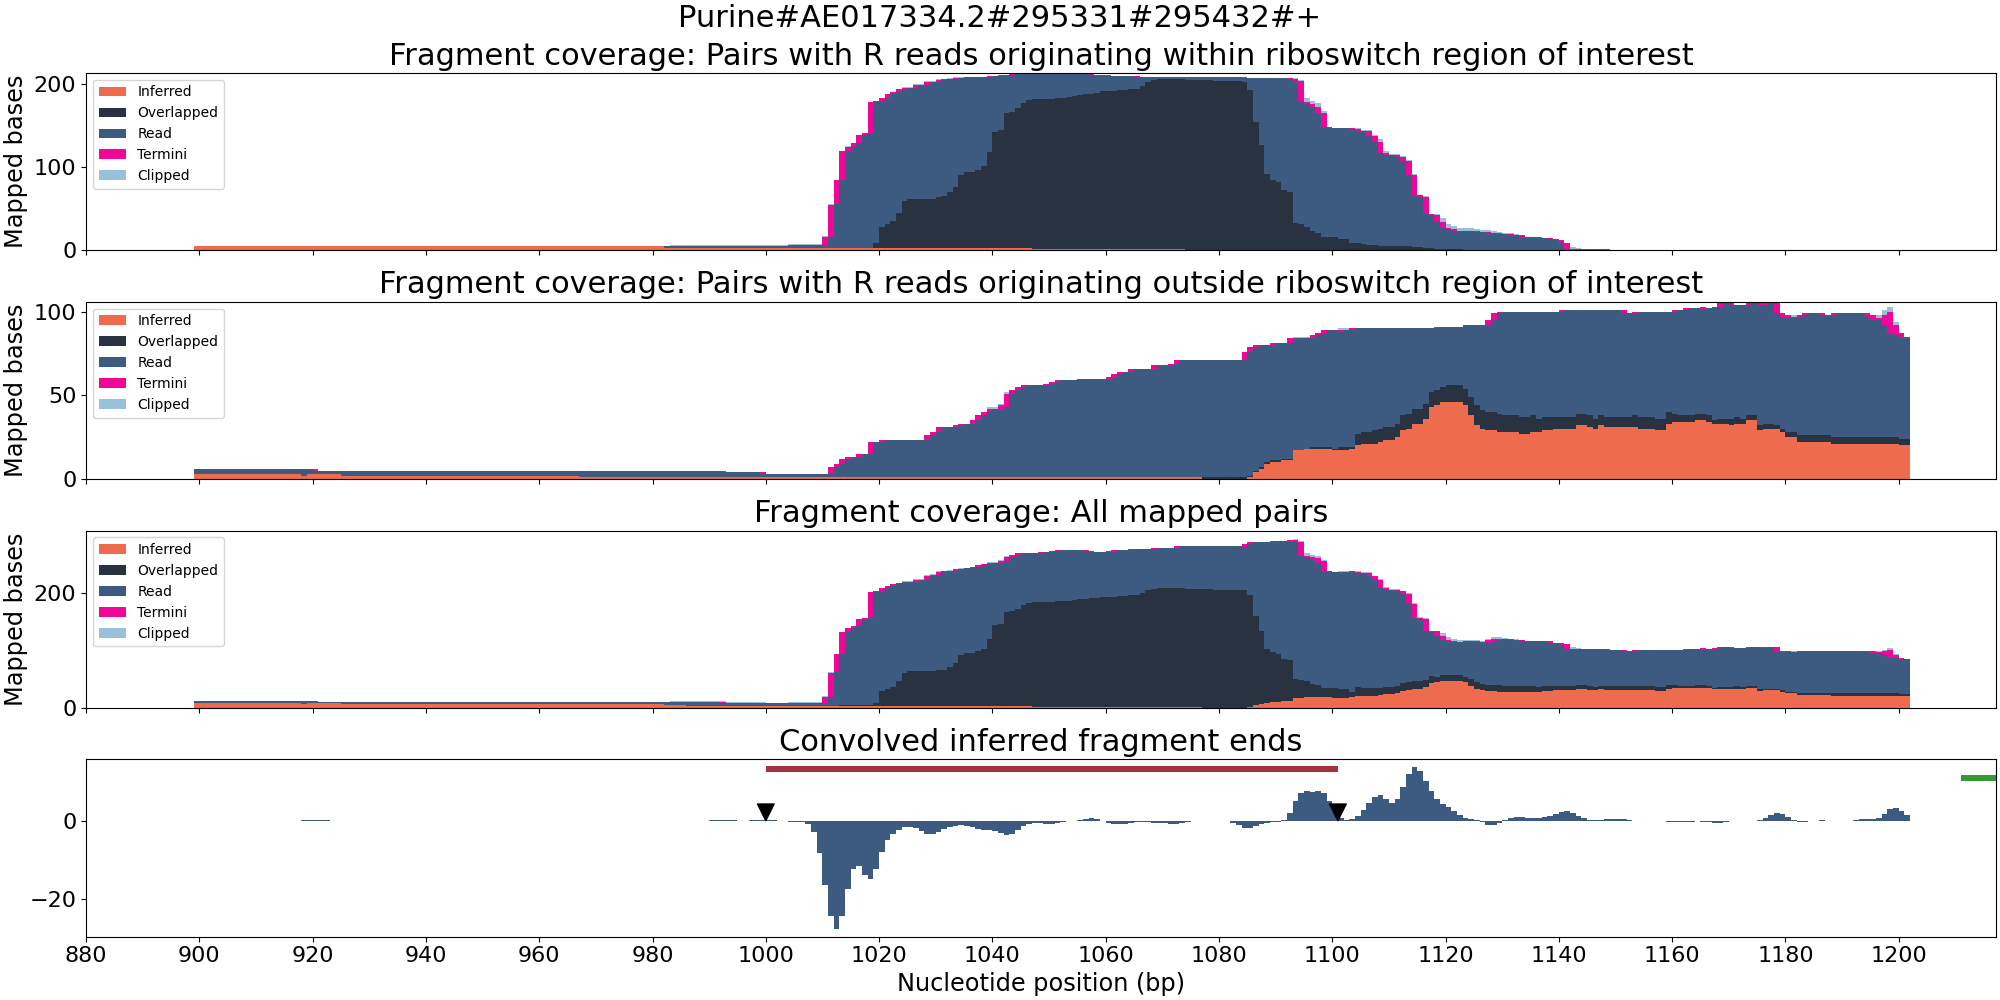 Purine#AE017334.2#295331#295432#+
Fragment coverage: Pairs with R reads originating within riboswitch region of interest
Mapped bases
200
100
0
Inferred
Overlapped
Read
Termini
Clipped
Fragment coverage: Pairs with R reads originating outside riboswitch region of interest
Mapped bases
100
50
0
Inferred
Overlapped
Read
Termini
Clipped
Fragment coverage: All mapped pairs
Mapped bases
200
0
Inferred
Overlapped
Read
Termini
Clipped
Convolved inferred fragment ends
0
−20
880 900 920 940 960 980 1000 1020 1040 1060 1080 1100 1120 1140 1160 1180 1200
Nucleotide position (bp)